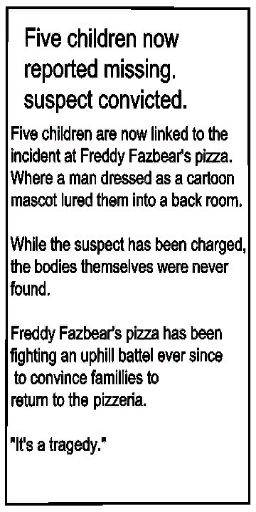 Five children now
reported missing.
suspect convicted.
Five children are now linked to the
incident at Freddy Fazbear's pizza.
Where a man dressed as a cartoon
mascot lured them into a back room.
While the suspect has been charged,
the bodies themselves were never
found.
Freddy Fazbear's pizza has been
fighting an uphill battel ever since
to convince famillies to
return to the pizzeria.
"It's a tragedy."